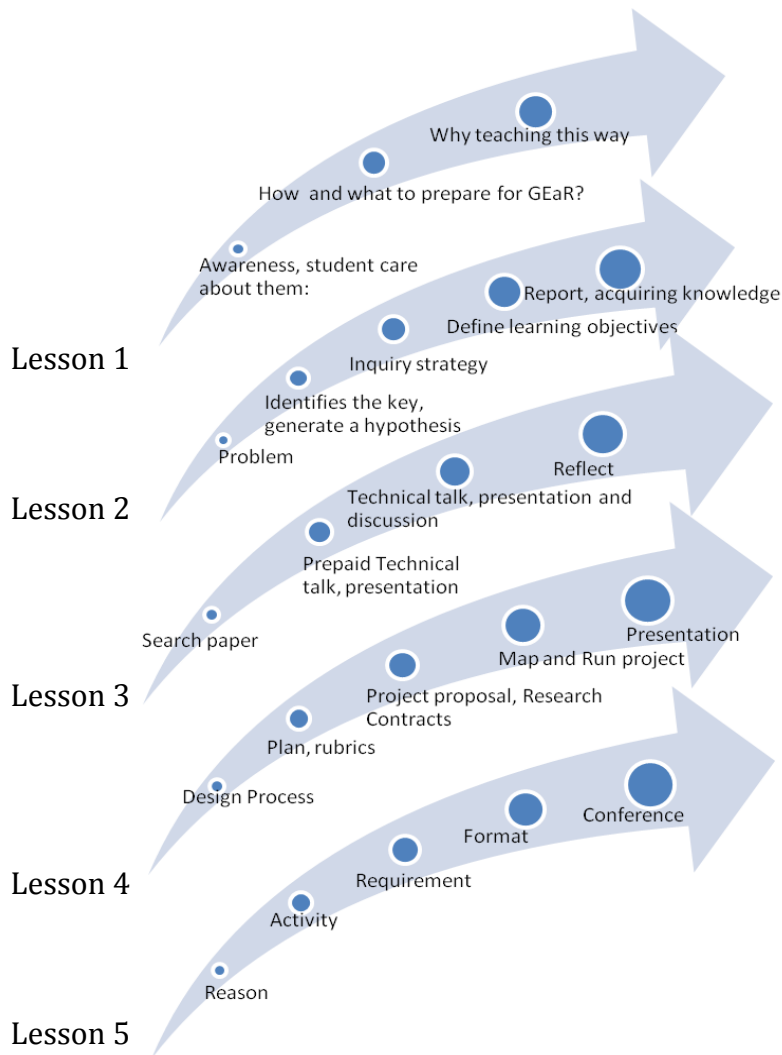 Why teaching this way
How and what to prepare for GEaR?
Awareness, student care
about them:
Lesson 1
Report, acquiring knowledge
Define learning objectives
Inquiry strategy
Identifies the key,
generate a hypothesis
Problem
Lesson 2
Reflect
Technical talk, presentation and
discussion
Prepaid Technical
talk, presentation
Search paper
Lesson 3
Presentation
Map and Run project
Project proposal, Research
Contracts
Plan, rubrics
Design Process
Lesson 4
Conference
Format
Requirement
Activity
Reason
Lesson 5